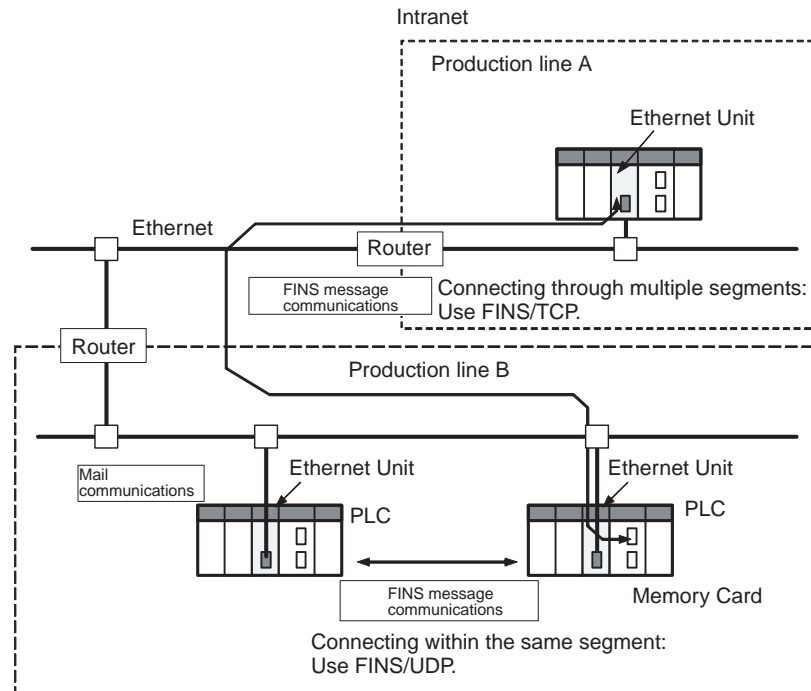 Intranet
Production line A
Ethernet Unit
Ethernet
Router
FINS message
communications
Connecting through multiple segments:
Use FINS/TCP.
Router
Production line B
Mail
communications
Ethernet Unit
PLC
Ethernet Unit
PLC
FINS message
communications
Memory Card
Connecting within the same segment:
Use FINS/UDP.